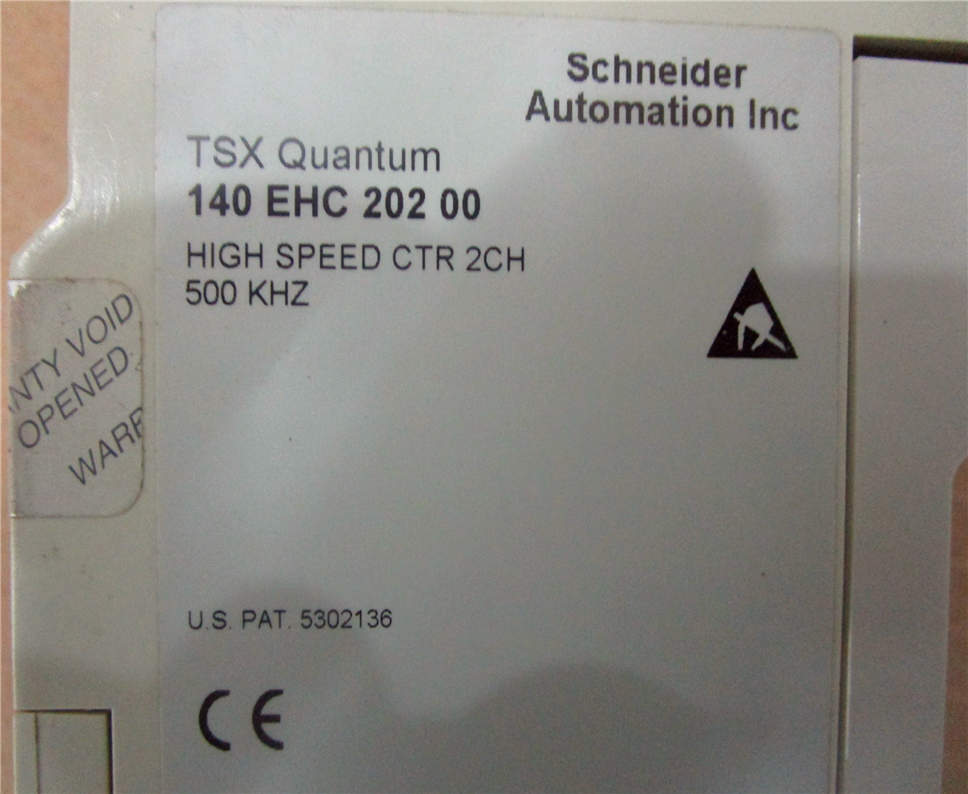 Schneider
Automation Inc
TSX Quantum
140 EHC 202 00
HIGH SPEED CTR 2CH
500 KHZ
NTY VOID
OPENED
WARR
U.S. PAT. 5302136
CE